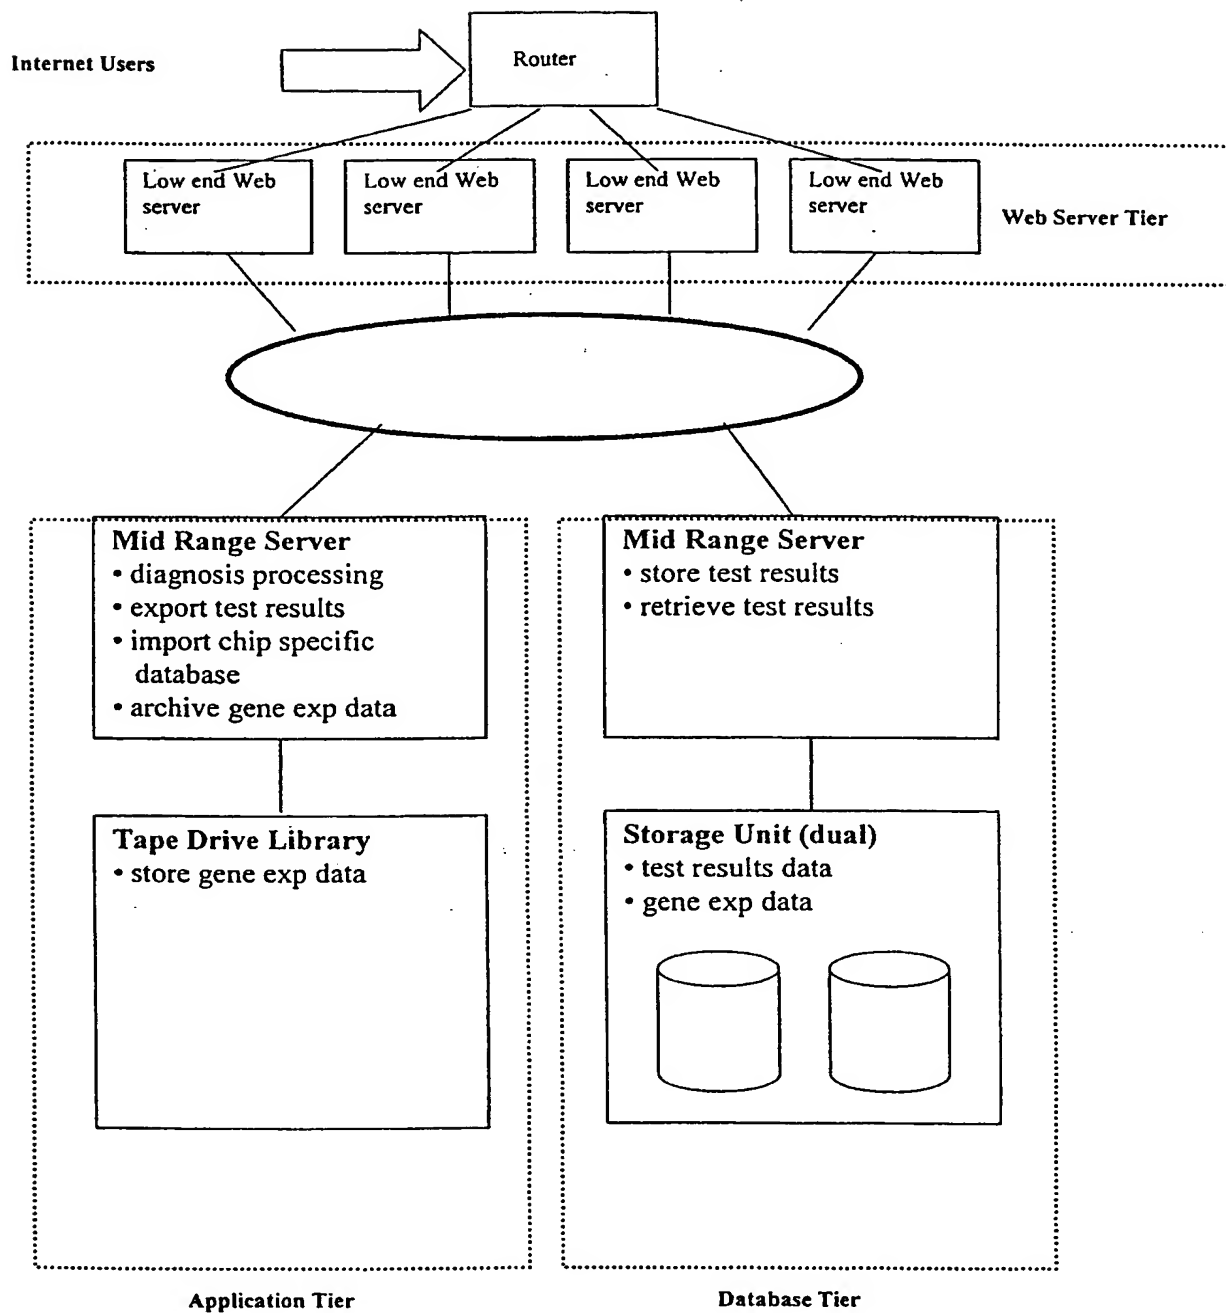 Internet Users
Router
Low end Web
server
Low end Web
server
Low end Web
server
Low end Web
server
Web Server Tier
Mid Range Server
• diagnosis processing
• export test results
• import chip specific
database
• archive gene exp data
Mid Range Server
• store test results
• retrieve test results
Tape Drive Library
• store gene exp data
Storage Unit (dual)
• test results data
• gene exp data
Application Tier
Database Tier